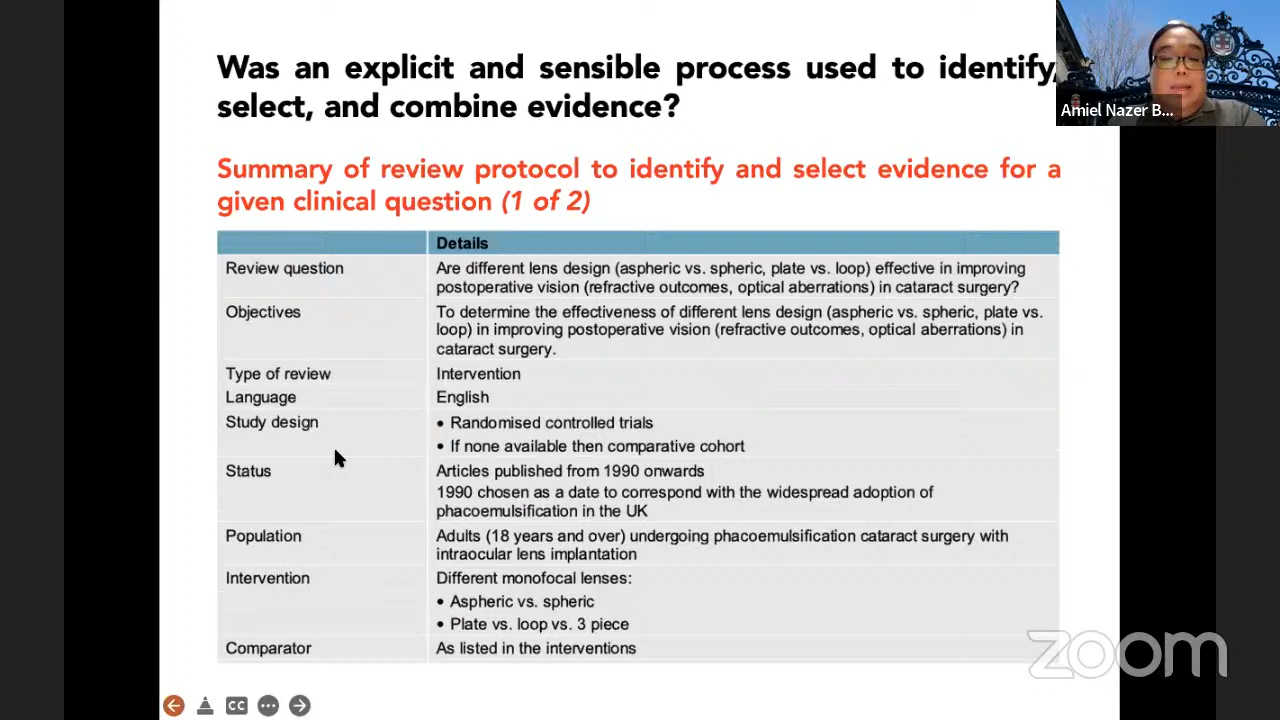 Was an explicit and sensible process used to identify,
select, and combine evidence?
Amiel Nazer B...
Summary of review protocol to identify and select evidence for a
given clinical question (1 of 2)
Details
Review question
Are different lens design (aspheric vs. spheric, plate vs. loop) effective in improving
postoperative vision (refractive outcomes, optical aberrations) in cataract surgery?
Objectives
To determine the effectiveness of different lens design (aspheric vs. spheric, plate vs.
loop) in improving postoperative vision (refractive outcomes, optical aberrations) in
cataract surgery.
Type of review
Intervention
Language
English
Study design
• Randomised controlled trials
• If none available then comparative cohort
Status
Articles published from 1990 onwards
1990 chosen as a date to correspond with the widespread adoption of
phacoemulsification in the UK
Population
Adults (18 years and over) undergoing phacoemulsification cataract surgery with
intraocular lens implantation
Intervention
Different monofocal lenses:
• Aspheric vs. spheric
• Plate vs. loop vs. 3 piece
Comparator
As listed in the interventions
zoom
CC